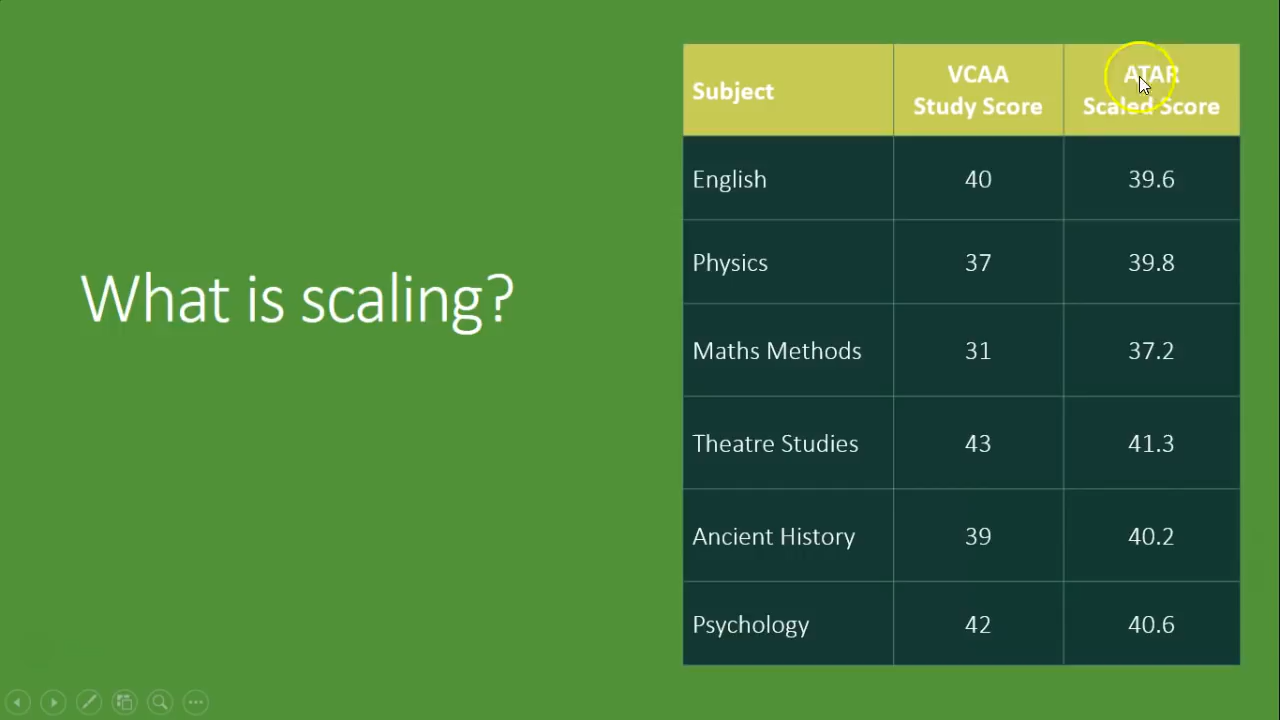 What is scaling?
Subject VCAA Study Score ATAR Scaled Score
English 40 39.6
Physics 37 39.8
Maths Methods 31 37.2
Theatre Studies 43 41.3
Ancient History 39 40.2
Psychology 42 40.6